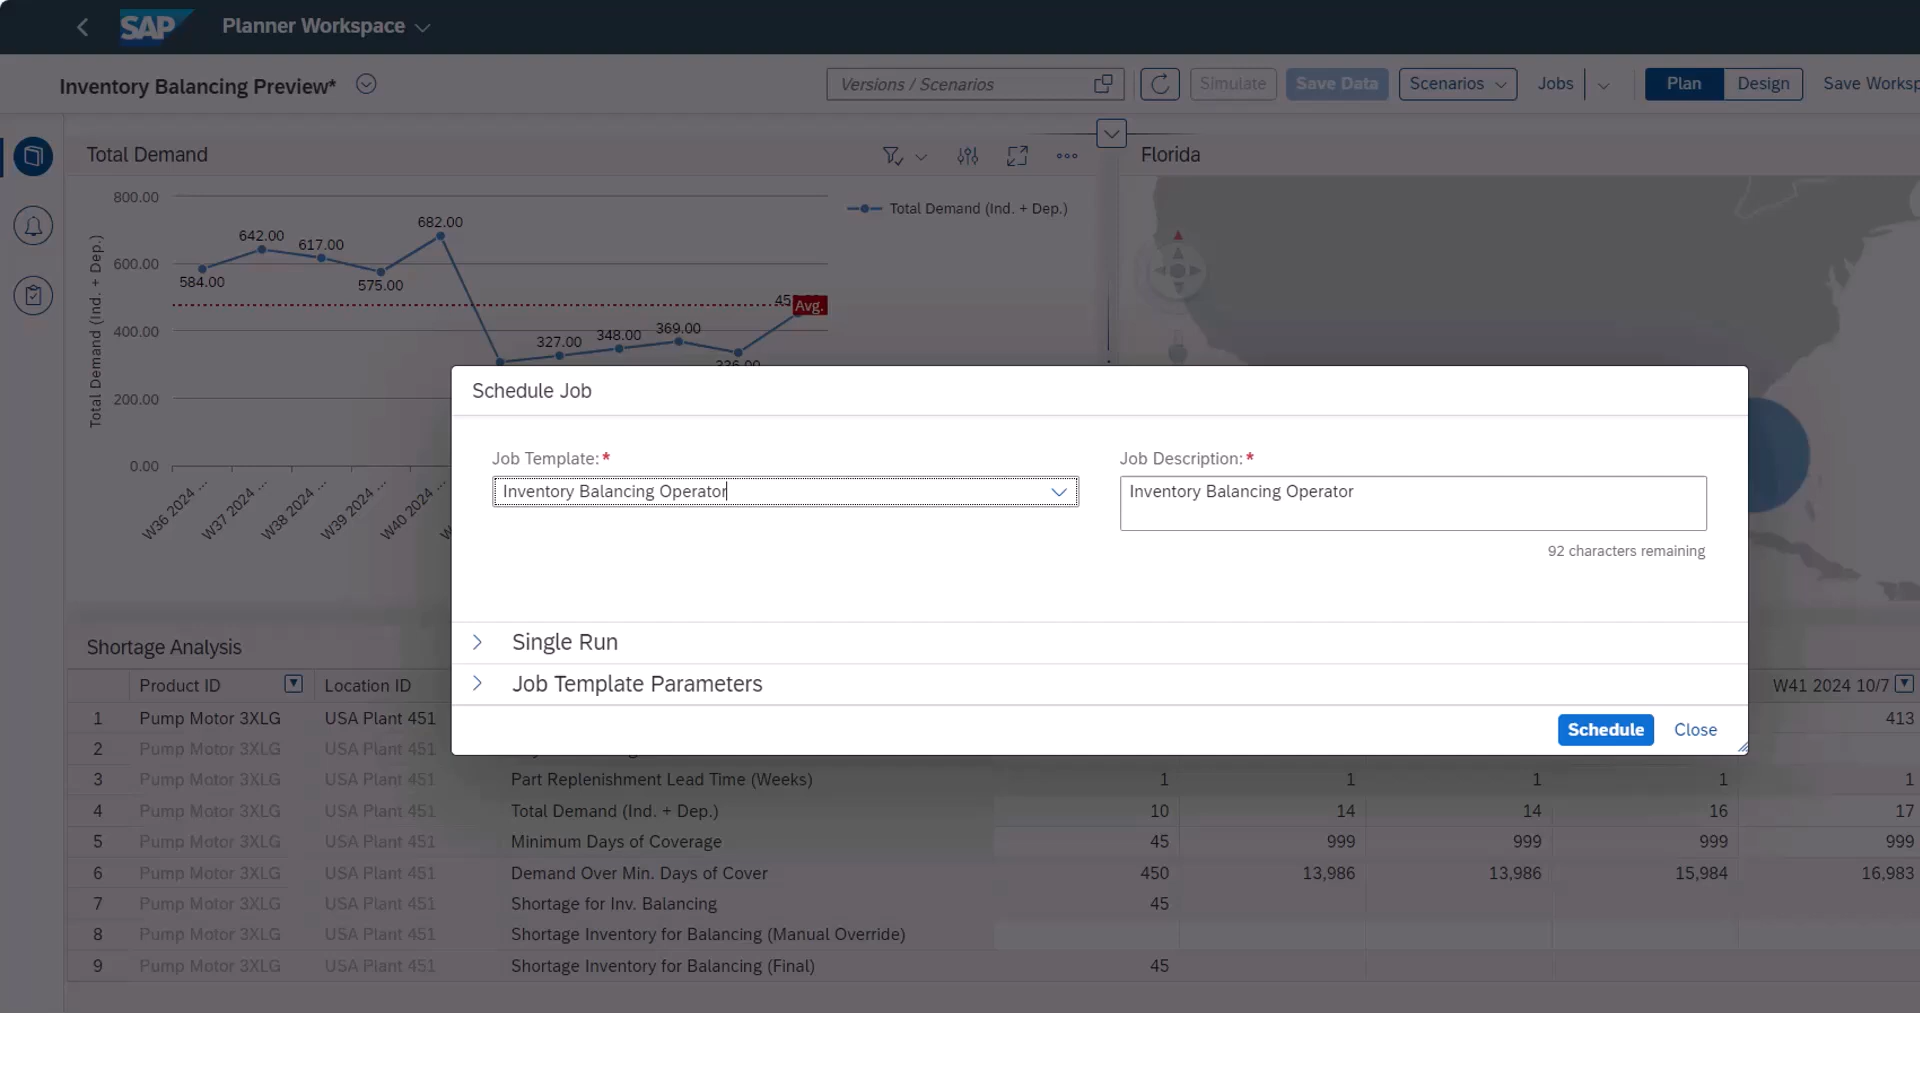 SAP Planner Workspace
Inventory Balancing Preview*
Versions / Scenarios
Simulate
Save Data
Scenarios
Jobs
Plan
Design
Save Worksp
Total Demand
Total Demand (Ind. + Dep.)
Total Demand (Ind. + Dep.)
800.00
600.00
400.00
200.00
0.00
584.00
642.00
617.00
575.00
682.00
327.00
348.00
369.00
Avg.
W36 2024 ...
W37 2024 ...
W38 2024 ...
W39 2024 ...
W40 2024 ...
Florida
Schedule Job
Job Template:*
Inventory Balancing Operator
Job Description:*
Inventory Balancing Operator
92 characters remaining
Single Run
Job Template Parameters
Schedule
Close
Shortage Analysis
Product ID Location ID W41 2024 10/7
1 Pump Motor 3XLG USA Plant 451 413
2 Pump Motor 3XLG USA Plant 451
3 Pump Motor 3XLG USA Plant 451 Part Replenishment Lead Time (Weeks) 1 1 1 1 1
4 Pump Motor 3XLG USA Plant 451 Total Demand (Ind. + Dep.) 10 14 14 16 17
5 Pump Motor 3XLG USA Plant 451 Minimum Days of Coverage 45 999 999 999 999
6 Pump Motor 3XLG USA Plant 451 Demand Over Min. Days of Cover 450 13,986 13,986 15,984 16,983
7 Pump Motor 3XLG USA Plant 451 Shortage for Inv. Balancing 45
8 Pump Motor 3XLG USA Plant 451 Shortage Inventory for Balancing (Manual Override)
9 Pump Motor 3XLG USA Plant 451 Shortage Inventory for Balancing (Final) 45